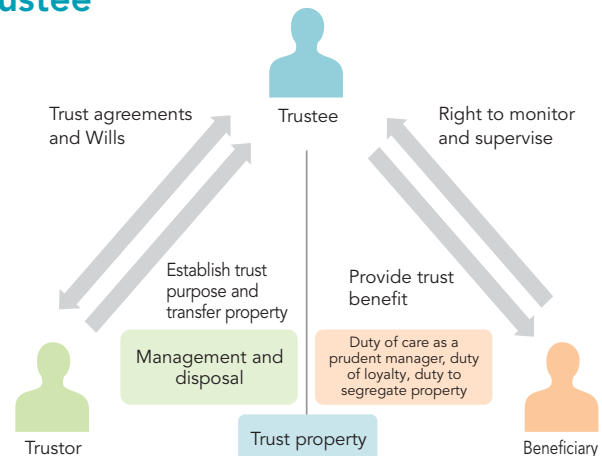 ustee
Trustee
Trust agreements
and Wills
Right to monitor
and supervise
Establish trust
purpose and
transfer property
Provide trust
benefit
Management and
disposal
Duty of care as a
prudent manager, duty
of loyalty, duty to
segregate property
Trust property
Trustor
Beneficiary